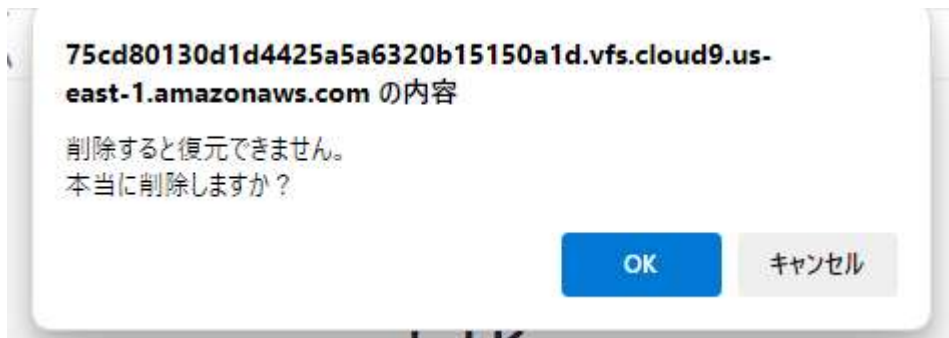 75cd80130d1d4425a5a6320b15150a1d.vfs.cloud9.us-
east-1.amazonaws.com の内容
削除すると復元できません。
本当に削除しますか？
OK
キャンセル